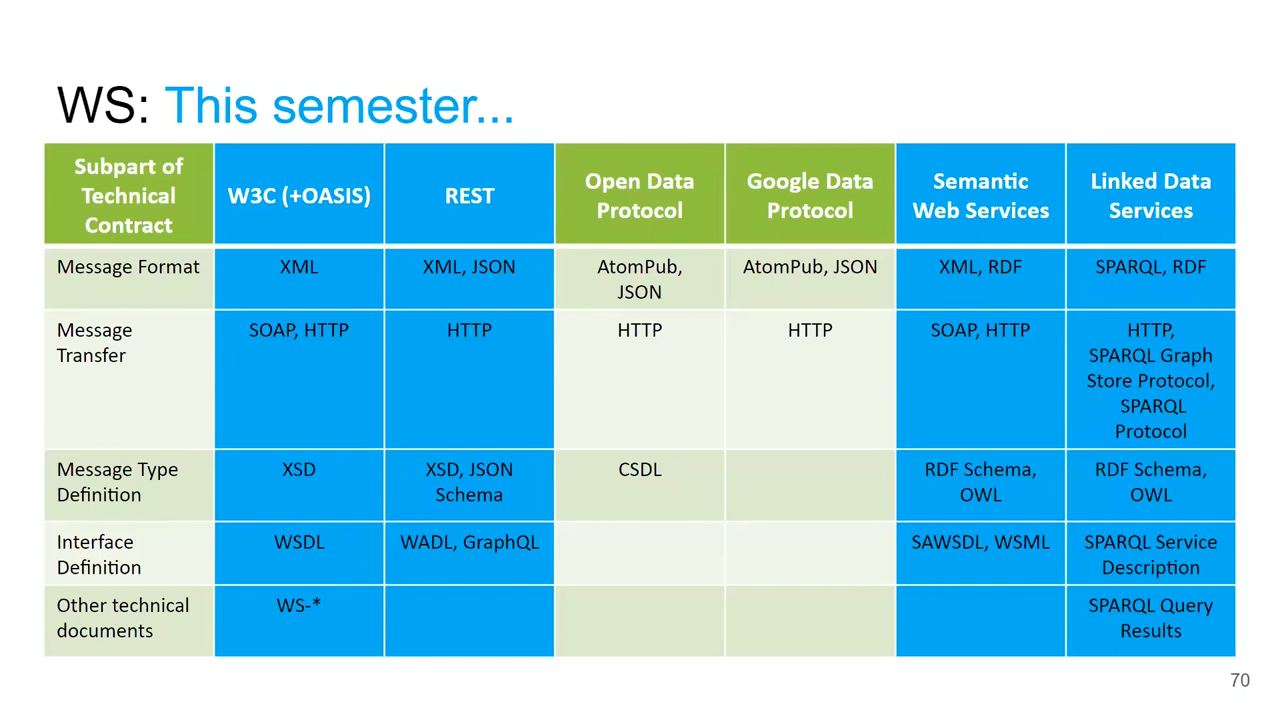 WS: This semester...
Subpart of
Technical
Contract
W3C (+OASIS)
REST
Open Data
Protocol
Google Data
Protocol
Semantic
Web Services
Linked Data
Services
Message Format
XML
XML, JSON
AtomPub,
JSON
AtomPub, JSON
XML, RDF
SPARQL, RDF
Message
Transfer
SOAP, HTTP
HTTP
HTTP
HTTP
SOAP, HTTP
HTTP,
SPARQL Graph
Store Protocol,
SPARQL
Protocol
Message Type
Definition
XSD
XSD, JSON
Schema
CSDL
RDF Schema,
OWL
RDF Schema,
OWL
Interface
Definition
WSDL
WADL, GraphQL
SAWSDL, WSML
SPARQL Service
Description
Other technical
documents
WS-*
SPARQL Query
Results
70